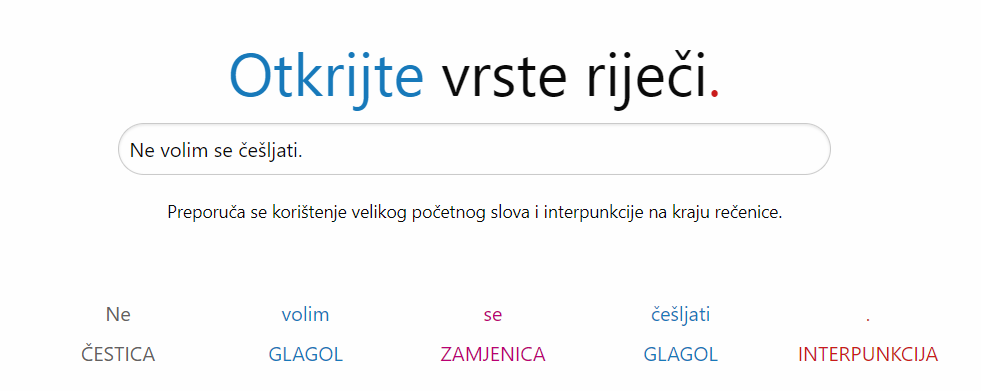 Otkrijte vrste riječi.
Ne volim se češljati.
Preporuča se korištenje velikog početnog slova i interpunkcije na kraju rečenice.
Ne volim se češljati .
ČESTICA GLAGOL ZAMJENICA GLAGOL INTERPUNKCIJA